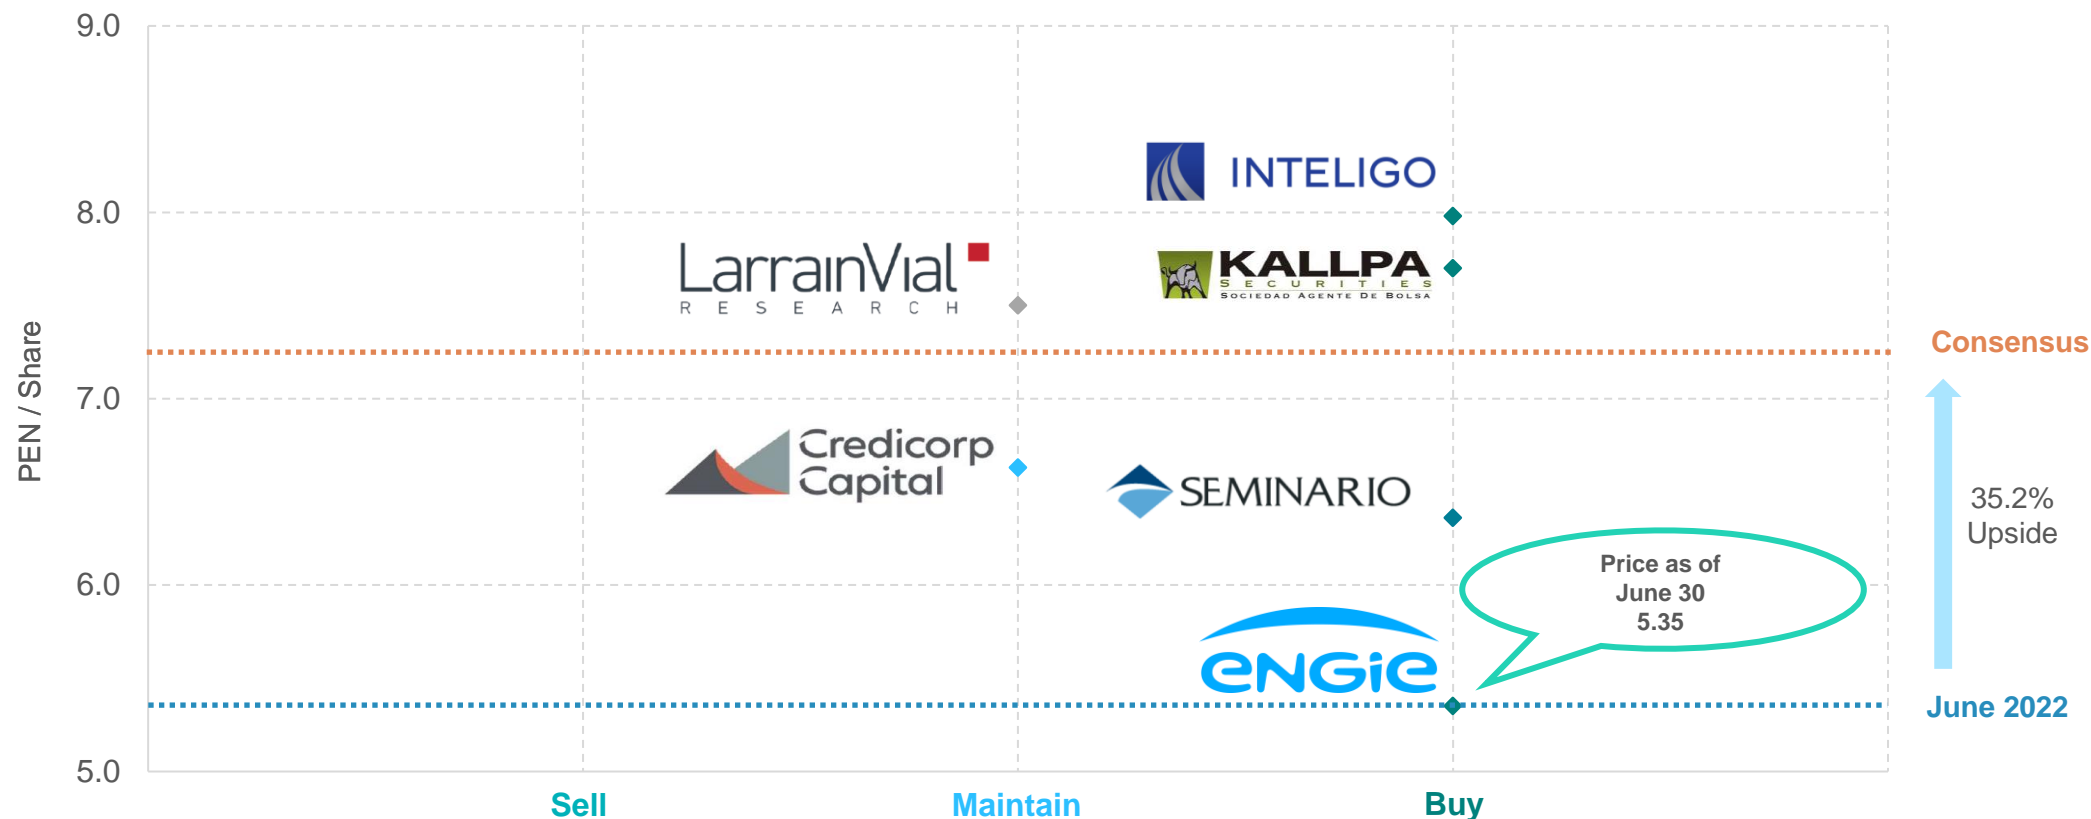 9.0
8.0
7.0
6.0
5.0
PEN / Share
INTELIGO
LarrainVial
RESEARCH
KALLPA
SECURITIES
SOCIEDAD AGENTE DE BOLSA
Consensus
Credicorp
Capital
SEMINARIO
35.2%
Upside
Price as of
June 30
5.35
ENGIE
June 2022
Sell
Maintain
Buy